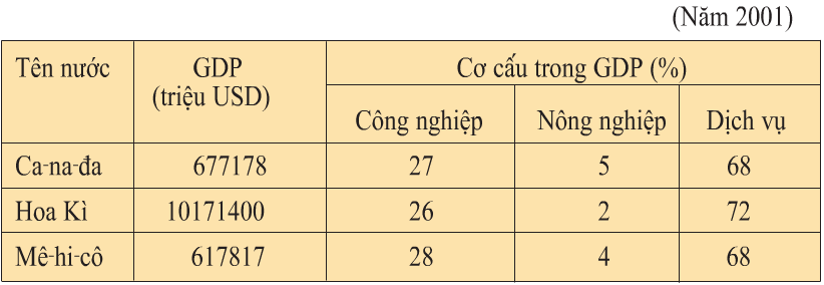 (Năm 2001)
Tên nước GDP Cơ cấu trong GDP (%)
(triệu USD)
Công nghiệp Nông nghiệp Dịch vụ
Ca-na-đa 677178 27 5 68
Hoa Kì 10171400 26 2 72
Mê-hi-cô 617817 28 4 68